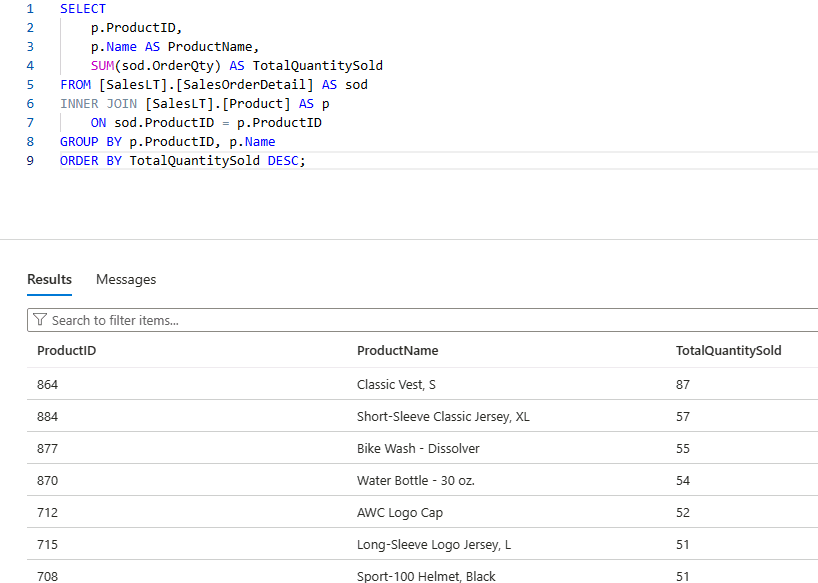 1 SELECT
2 p.ProductID,
3 p.Name AS ProductName,
4 SUM(sod.OrderQty) AS TotalQuantitySold
5 FROM [SalesLT].[SalesOrderDetail] AS sod
6 INNER JOIN [SalesLT].[Product] AS p
7 ON sod.ProductID = p.ProductID
8 GROUP BY p.ProductID, p.Name
9 ORDER BY TotalQuantitySold DESC;
Results Messages
Search to filter items...
ProductID ProductName TotalQuantitySold
864 Classic Vest, S 87
884 Short-Sleeve Classic Jersey, XL 57
877 Bike Wash - Dissolver 55
870 Water Bottle - 30 oz. 54
712 AWC Logo Cap 52
715 Long-Sleeve Logo Jersey, L 51
708 Sport-100 Helmet, Black 51